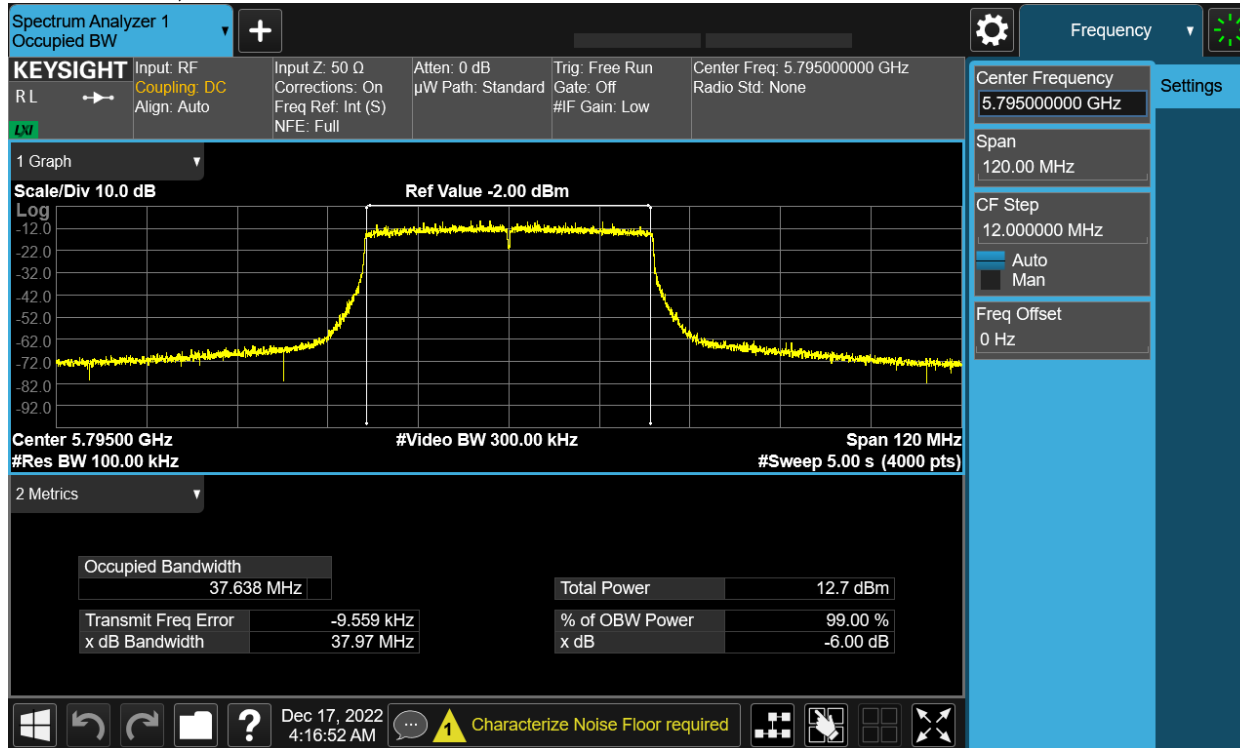 Spectrum Analyzer 1
Occupied BW
+
Frequency
KEYSIGHT
R L
LXI
Input: RF
Coupling: DC
Align: Auto
Input Z: 50 Ω
Corrections: On
Freq Ref: Int (S)
NFE: Full
Atten: 0 dB
µW Path: Standard
Trig: Free Run
Gate: Off
#IF Gain: Low
Center Freq: 5.795000000 GHz
Radio Std: None
Center Frequency
5.795000000 GHz
Settings
Span
120.00 MHz
CF Step
12.000000 MHz
Auto
Man
Freq Offset
0 Hz
1 Graph
Scale/Div 10.0 dB
Ref Value -2.00 dBm
Log
-12.0
-22.0
-32.0
-42.0
-52.0
-62.0
-72.0
-82.0
-92.0
Center 5.79500 GHz
#Video BW 300.00 kHz
Span 120 MHz
#Res BW 100.00 kHz
#Sweep 5.00 s (4000 pts)
2 Metrics
Occupied Bandwidth
37.638 MHz
Total Power 12.7 dBm
Transmit Freq Error -9.559 kHz
% of OBW Power 99.00 %
x dB Bandwidth 37.97 MHz
x dB -6.00 dB
?
Dec 17, 2022
4:16:52 AM
1
Characterize Noise Floor required